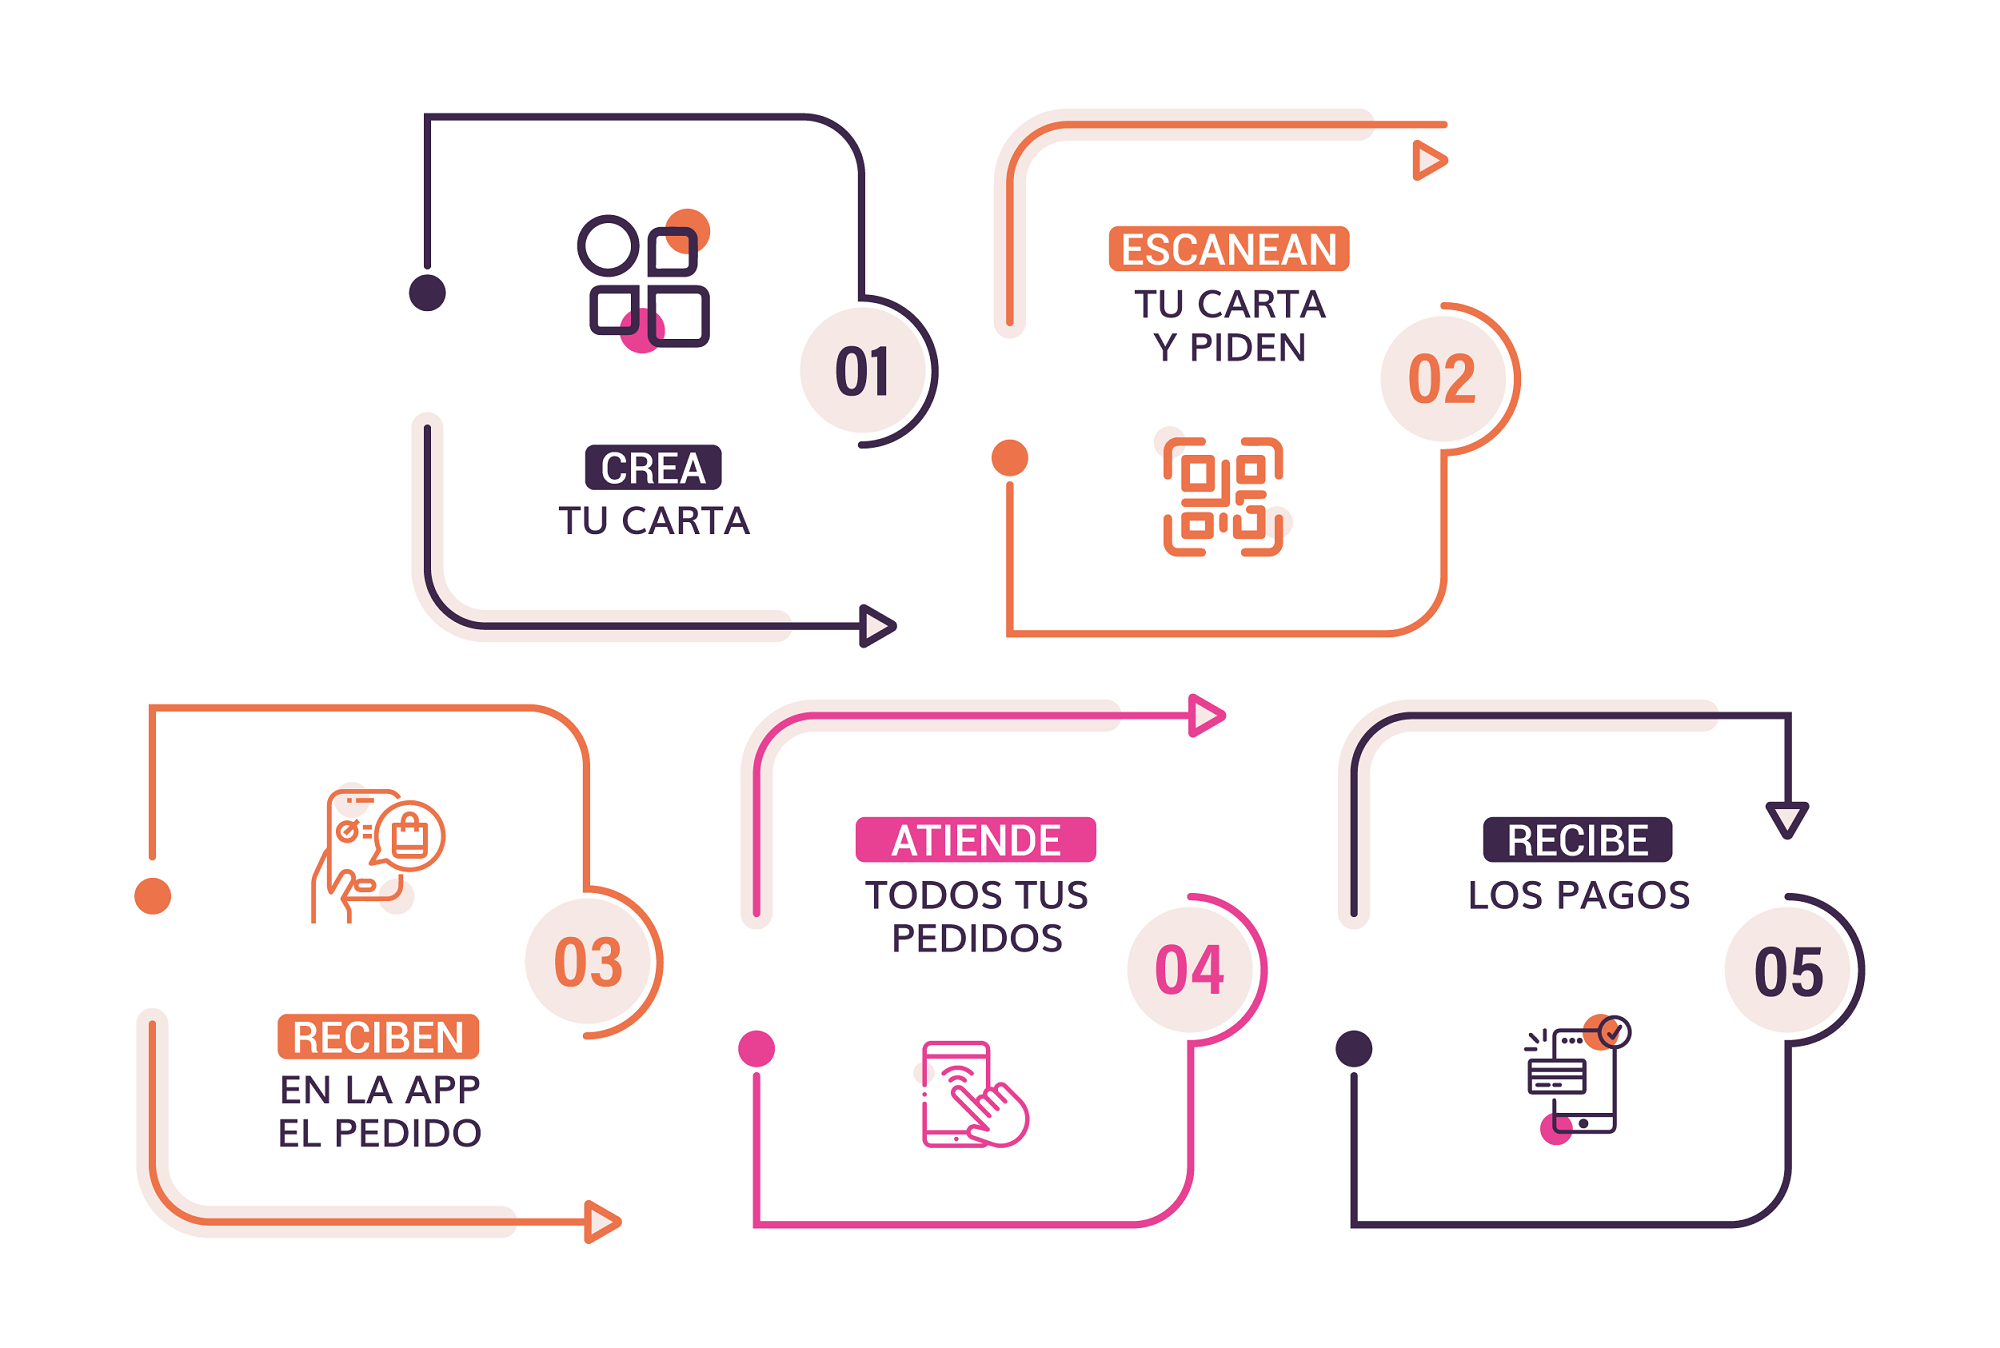 01
CREA
TU CARTA
ESCANEAN
TU CARTA
Y PIDEN
02
03
RECIBEN
EN LA APP
EL PEDIDO
ATIENDE
TODOS TUS
PEDIDOS
04
RECIBE
LOS PAGOS
05